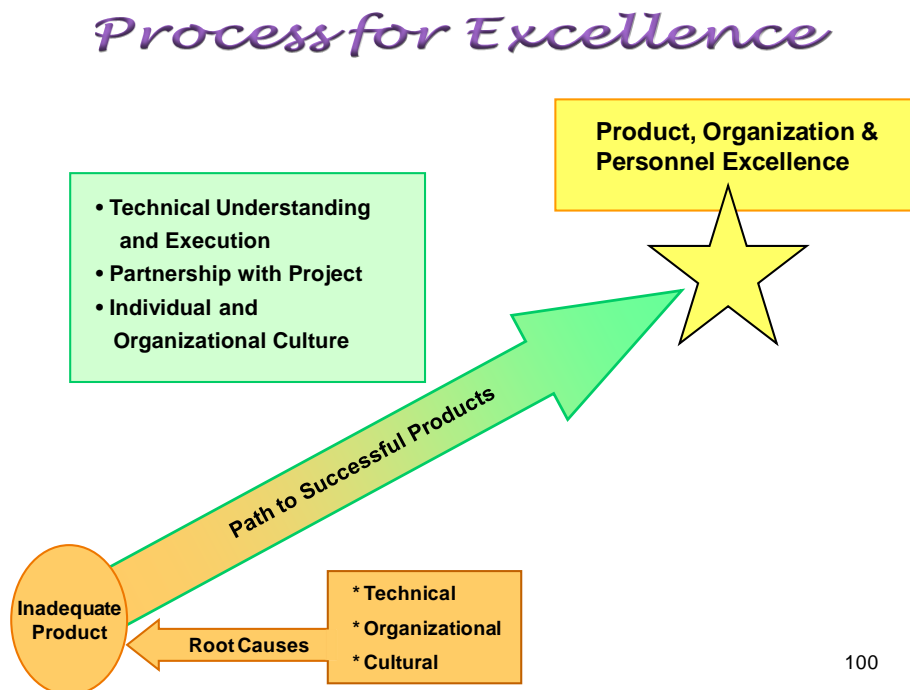 Process for Excellence
Product, Organization &
Personnel Excellence
• Technical Understanding
and Execution
• Partnership with Project
• Individual and
Organizational Culture
Path to Successful Products
Inadequate
Product
Root Causes
* Technical
* Organizational
* Cultural
100